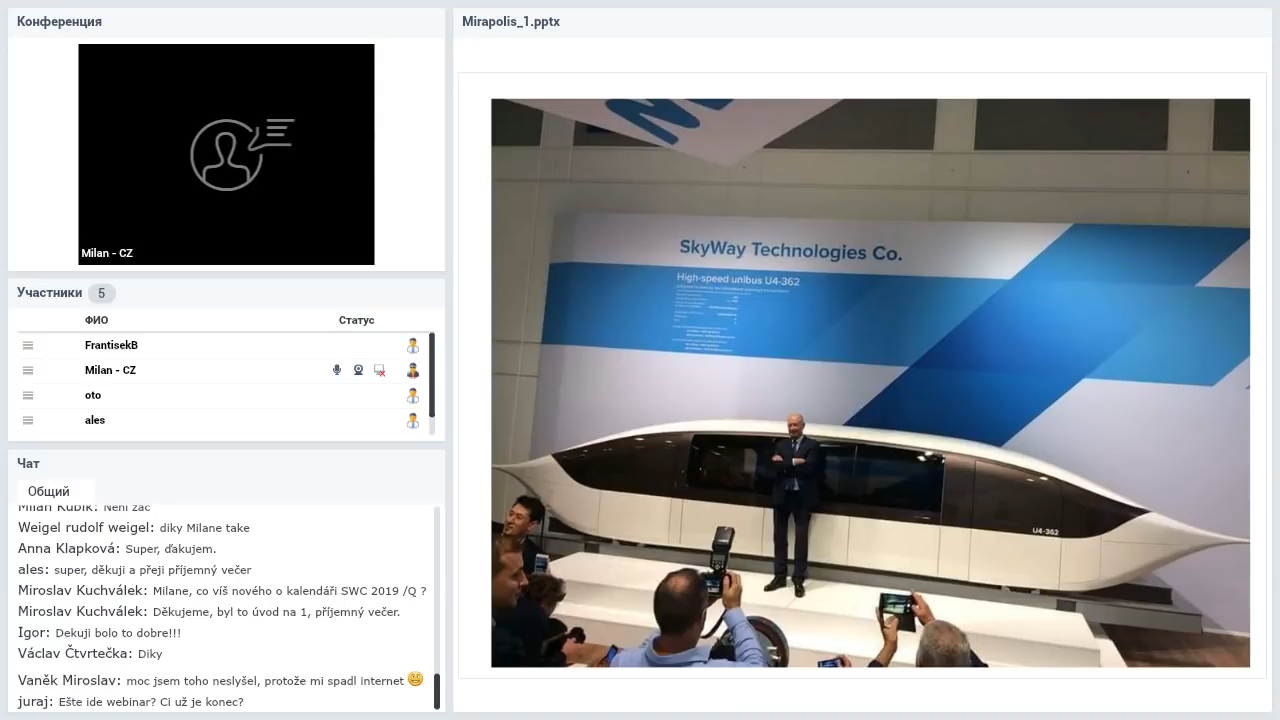 Конференция
Milan - CZ
Участники 5
ФИО Статус
FrantisekB
Milan - CZ
oto
ales
Чат
Общий
Milan Kubik: Není zač
Weigel rudolf weigel: diky Milane take
Anna Klapková: Super, ďakujem.
ales: super, děkuji a přeji příjemný večer
Miroslav Kuchválek: Milane, co víš nového o kalendáři SWC 2019 /Q ?
Miroslav Kuchválek: Děkujeme, byl to úvod na 1, příjemný večer.
Igor: Dekuji bolo to dobre!!!
Václav Čtvrtečka: Diky
Vaněk Miroslav: moc jsem toho neslyšel, protože mi spadl internet
juraj: Ešte ide webinar? Ci už je konec?
Mirapolis_1.pptx
SkyWay Technologies Co.
High-speed unibus U4-362
U4-362